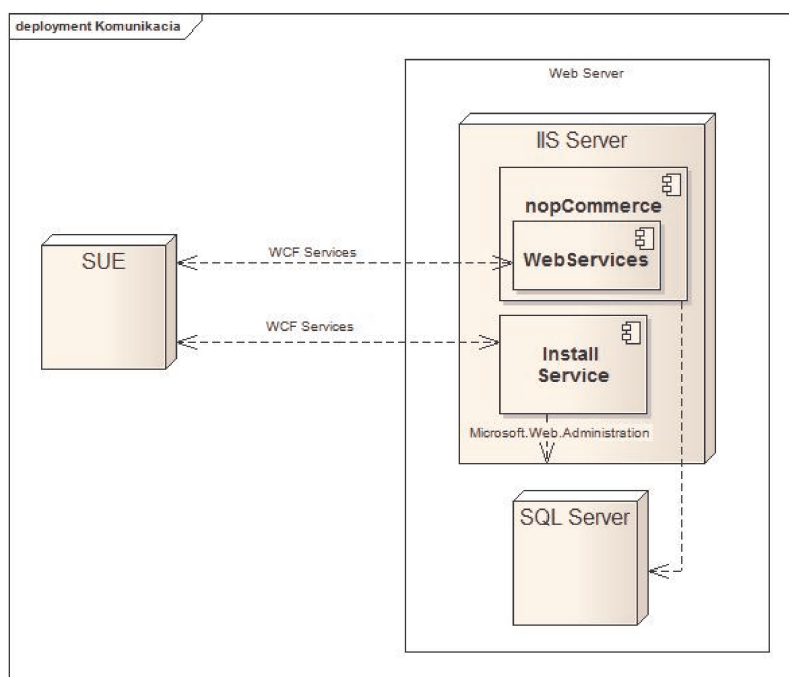 deployment Komunikacia
Web Server
IIS Server
nopCommerce
WebServices
SUE
WCF Services
WCF Services
Install
Service
Microsoft.Web.Administration
SQL Server